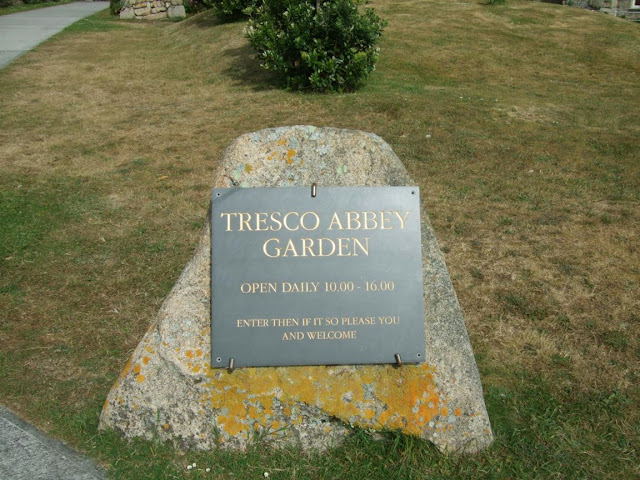 TRESCO ABBEY
GARDEN
OPEN DAILY 10.00 - 16.00
ENTER THEN IF IT SO PLEASE YOU
AND WELCOME